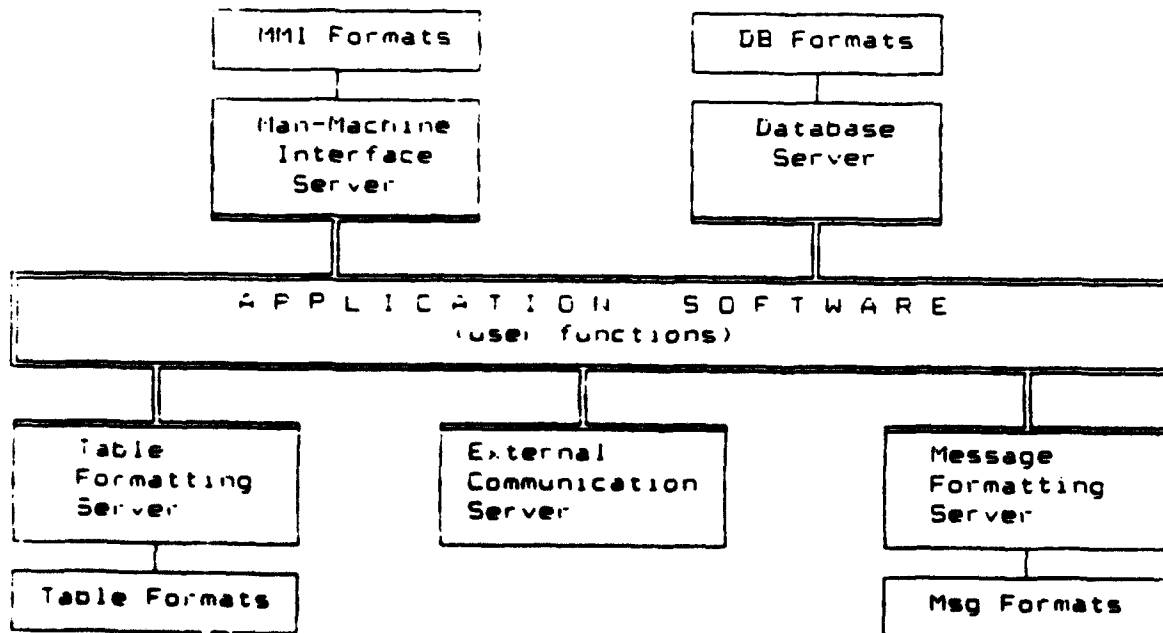 MMI Formats
DB Formats
Man-Machine
Interface
Server
Database
Server
APPLICATION SOFTWARE
(user functions)
Table
Formatting
Server
External
Communication
Server
Message
Formatting
Server
Table Formats
Msg Formats